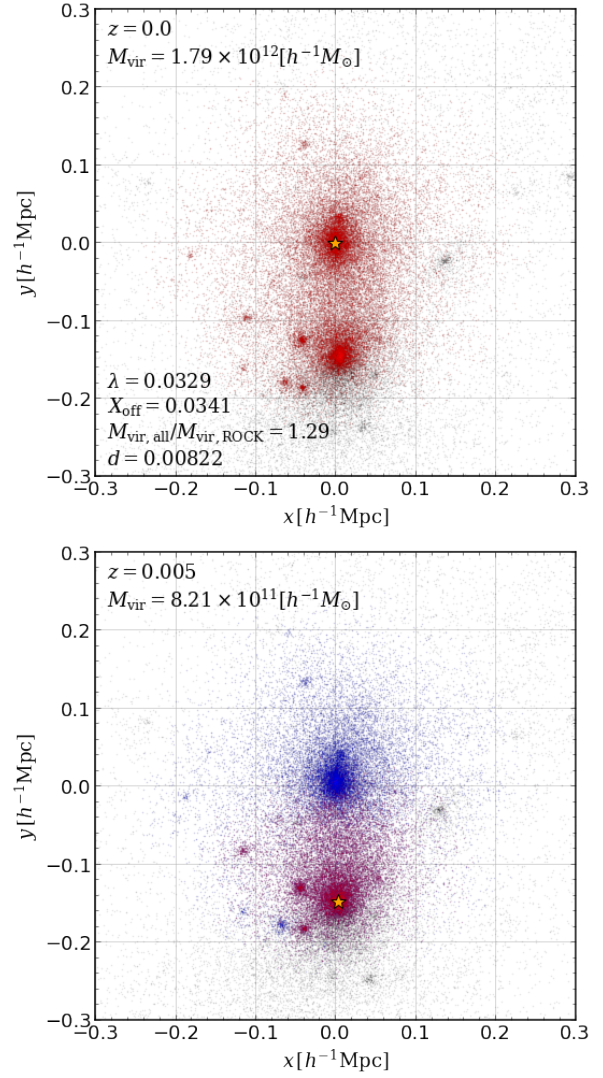 z = 0.0
M_vir = 1.79 × 10^12 [h^−1 M_⊙]
0.3
0.2
0.1
0.0
−0.1
−0.2
−0.3
y [h^−1 Mpc]
λ = 0.0329
X_off = 0.0341
M_vir, all/M_vir, ROCK = 1.29
d = 0.00822
−0.3 −0.2 −0.1 0.0 0.1 0.2 0.3
x [h^−1 Mpc]
z = 0.005
M_vir = 8.21 × 10^11 [h^−1 M_⊙]
0.3
0.2
0.1
0.0
−0.1
−0.2
−0.3
y [h^−1 Mpc]
−0.3 −0.2 −0.1 0.0 0.1 0.2 0.3
x [h^−1 Mpc]